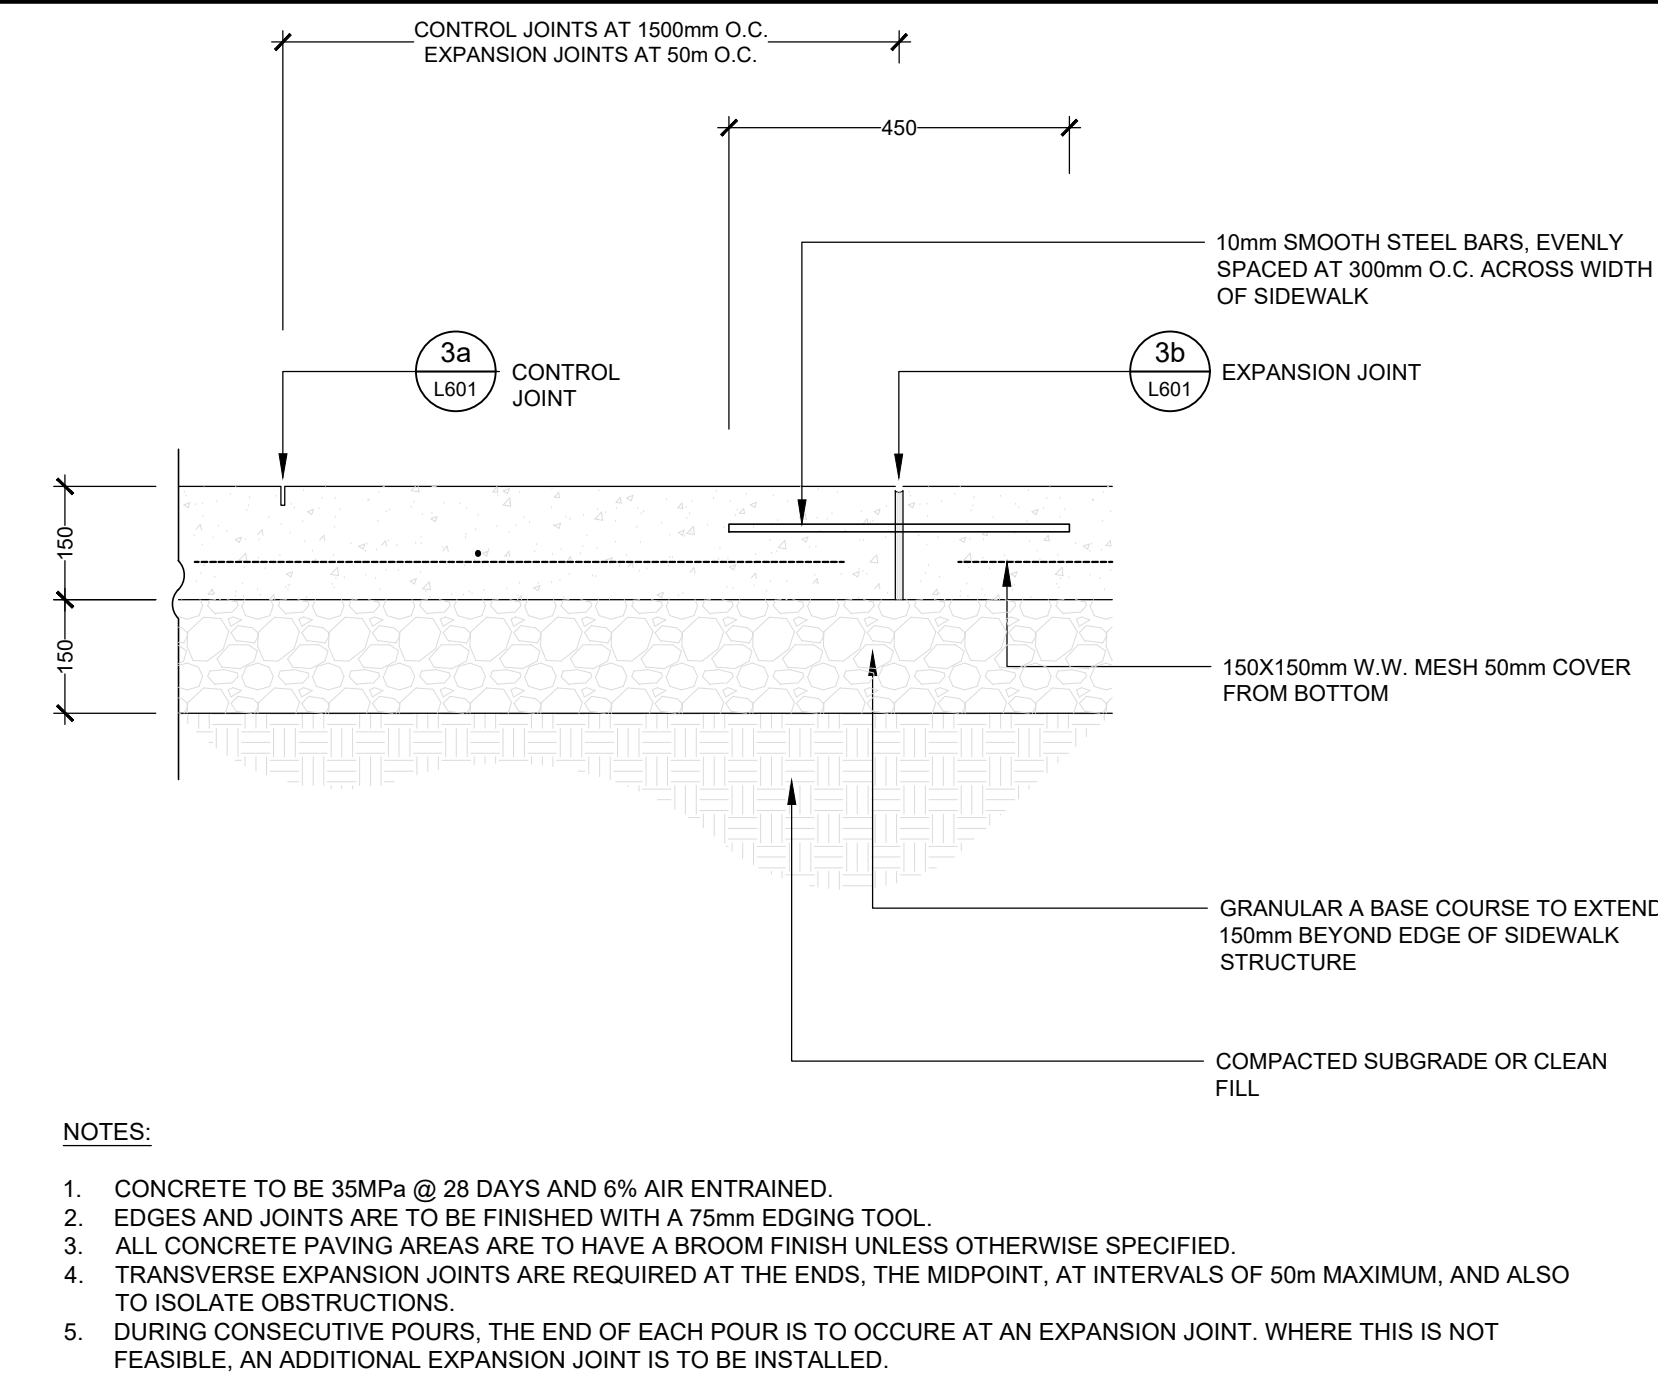 CONTROL JOINTS AT 1500mm O.C.
EXPANSION JOINTS AT 50m O.C.
450
10mm SMOOTH STEEL BARS, EVENLY
SPACED AT 300mm O.C. ACROSS WIDTH
OF SIDEWALK
3a
L601
CONTROL
JOINT
3b
L601
EXPANSION JOINT
150
150
150X150mm W.W. MESH 50mm COVER
FROM BOTTOM
GRANULAR A BASE COURSE TO EXTEND
150mm BEYOND EDGE OF SIDEWALK
STRUCTURE
COMPACTED SUBGRADE OR CLEAN
FILL
NOTES:
1. CONCRETE TO BE 35MPa @ 28 DAYS AND 6% AIR ENTRAINED.
2. EDGES AND JOINTS ARE TO BE FINISHED WITH A 75mm EDGING TOOL.
3. ALL CONCRETE PAVING AREAS ARE TO HAVE A BROOM FINISH UNLESS OTHERWISE SPECIFIED.
4. TRANSVERSE EXPANSION JOINTS ARE REQUIRED AT THE ENDS, THE MIDPOINT, AT INTERVALS OF 50m MAXIMUM, AND ALSO
TO ISOLATE OBSTRUCTIONS.
5. DURING CONSECUTIVE POURS, THE END OF EACH POUR IS TO OCCURE AT AN EXPANSION JOINT. WHERE THIS IS NOT
FEASIBLE, AN ADDITIONAL EXPANSION JOINT IS TO BE INSTALLED.